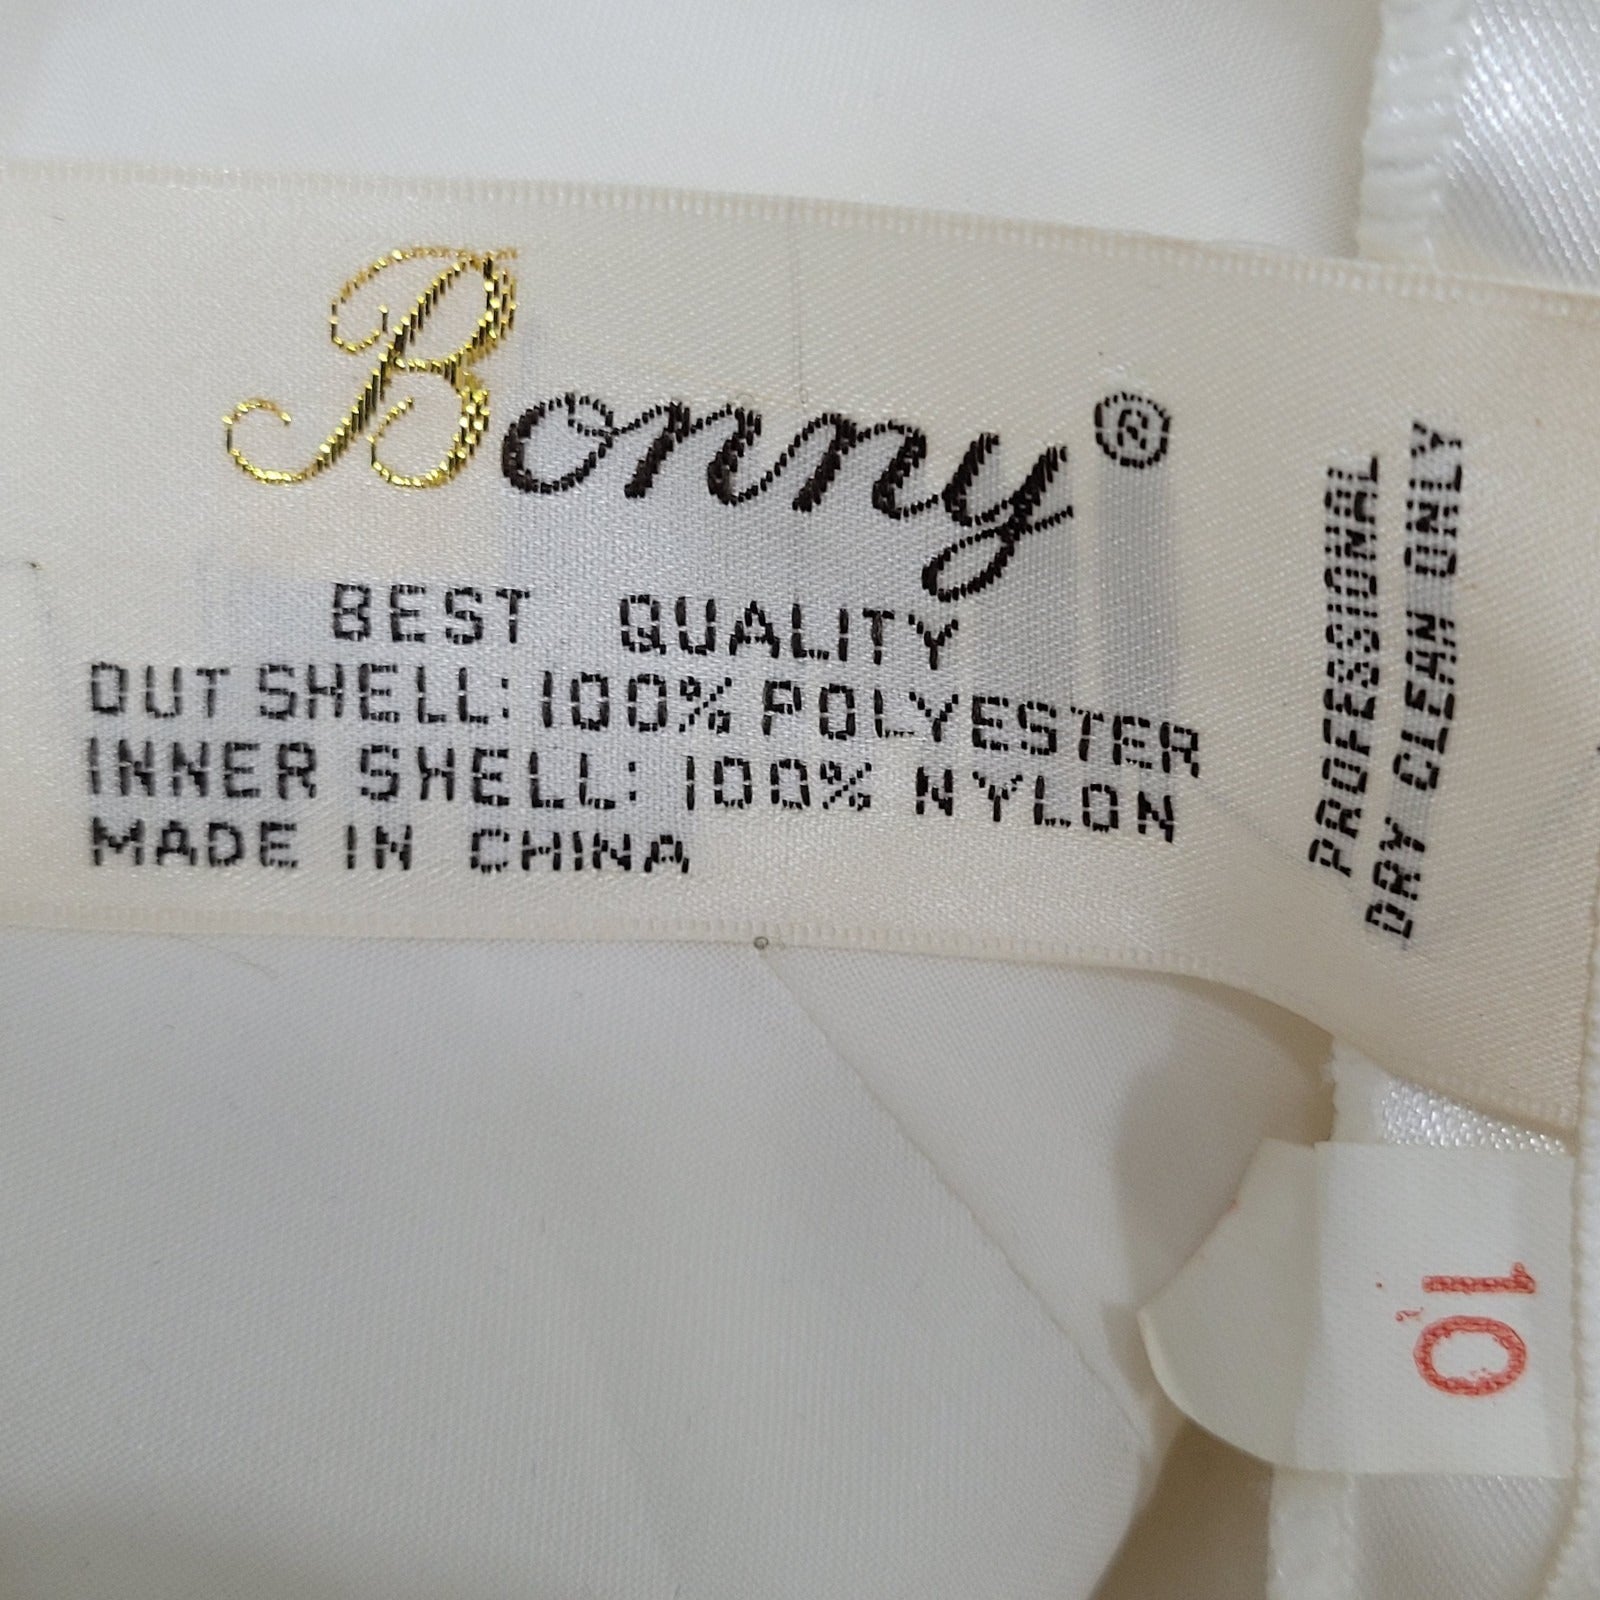 Bonny®
BEST QUALITY
OUT SHELL: 100% POLYESTER
INNER SHELL: 100% NYLON
MADE IN CHINA
PROFESSIONAL
DRY CLEAN ONLY
10